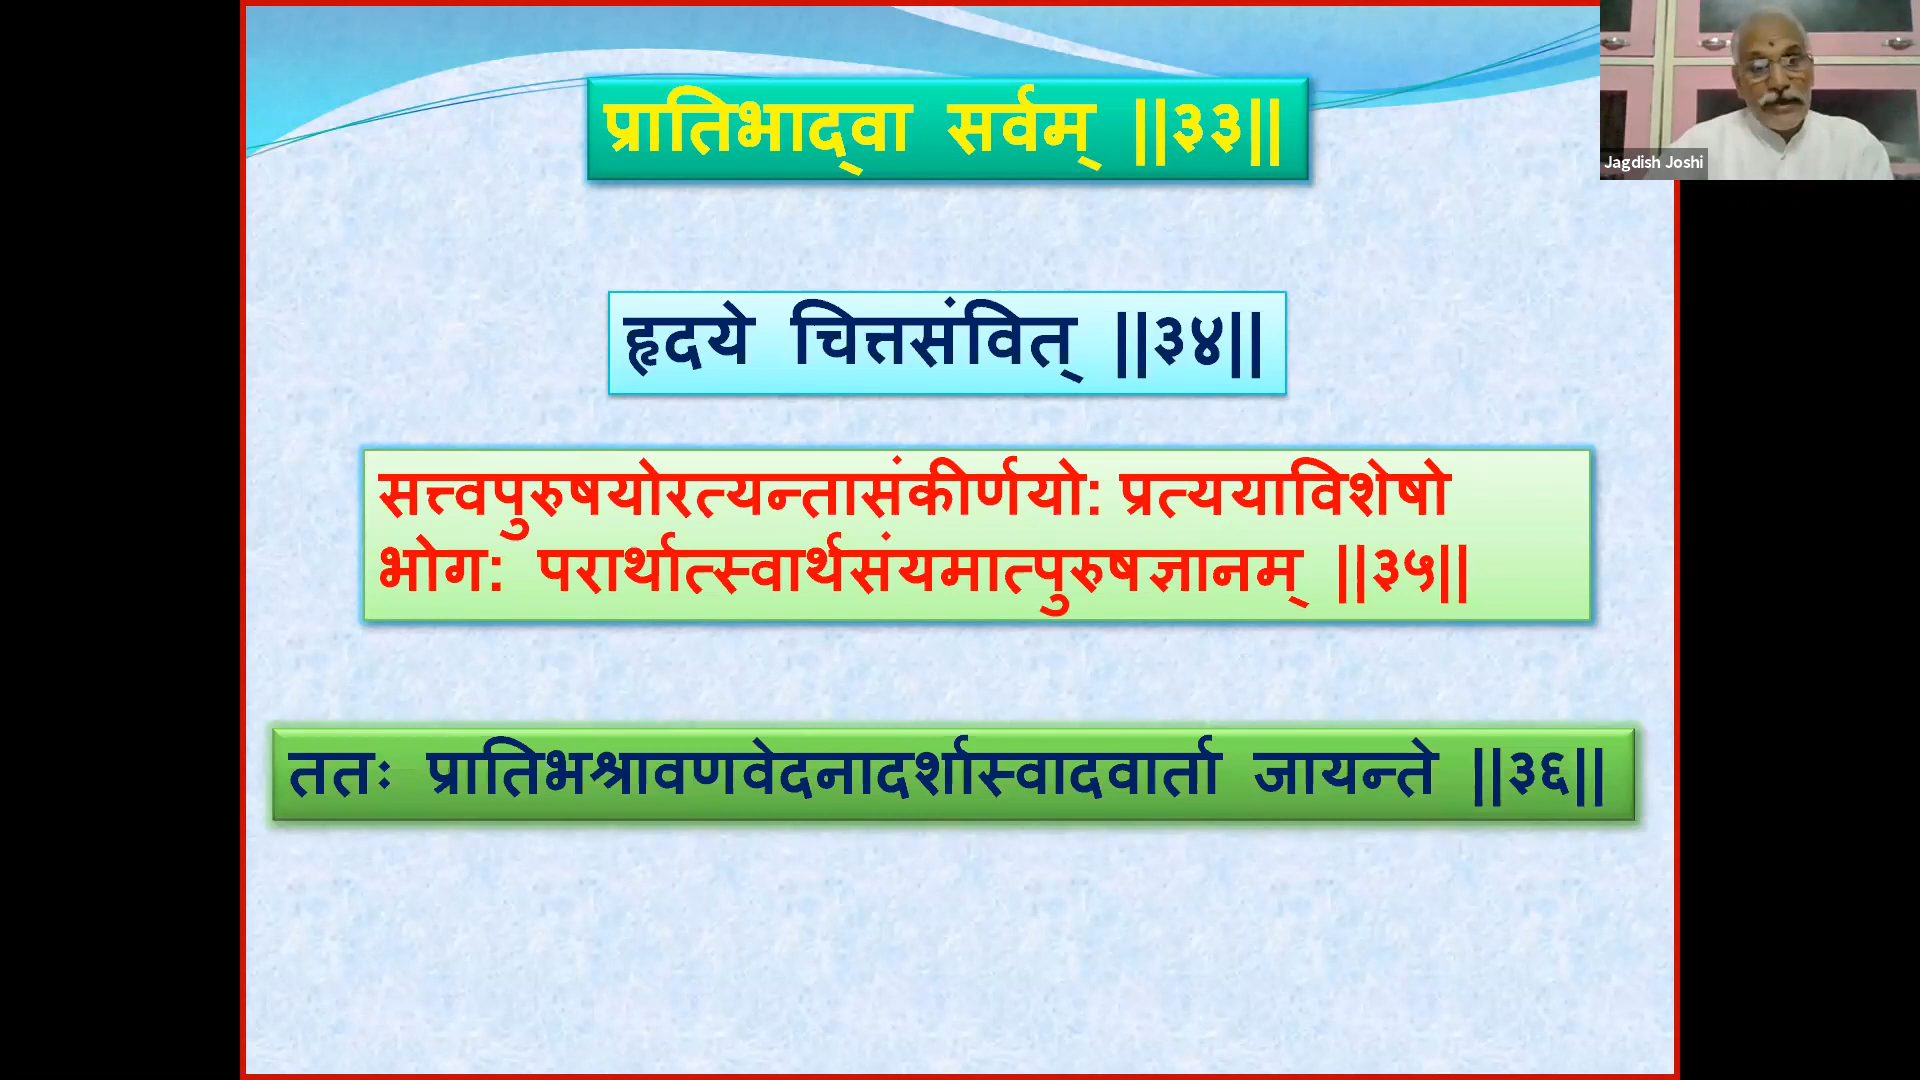 प्रातिभाद्‌वा सर्वम् ||३३||
Jagdish Joshi
हृदये चित्तसंवित् ||३४||
सत्त्वपुरुषयोरत्यन्तासंकीर्णयो: प्रत्ययाविशेषो
भोग: परार्थात्स्वार्थसंयमात्पुरुषज्ञानम् ||३५||
ततः प्रातिभश्रावणवेदनादर्शास्वादवार्ता जायन्ते ||३६||